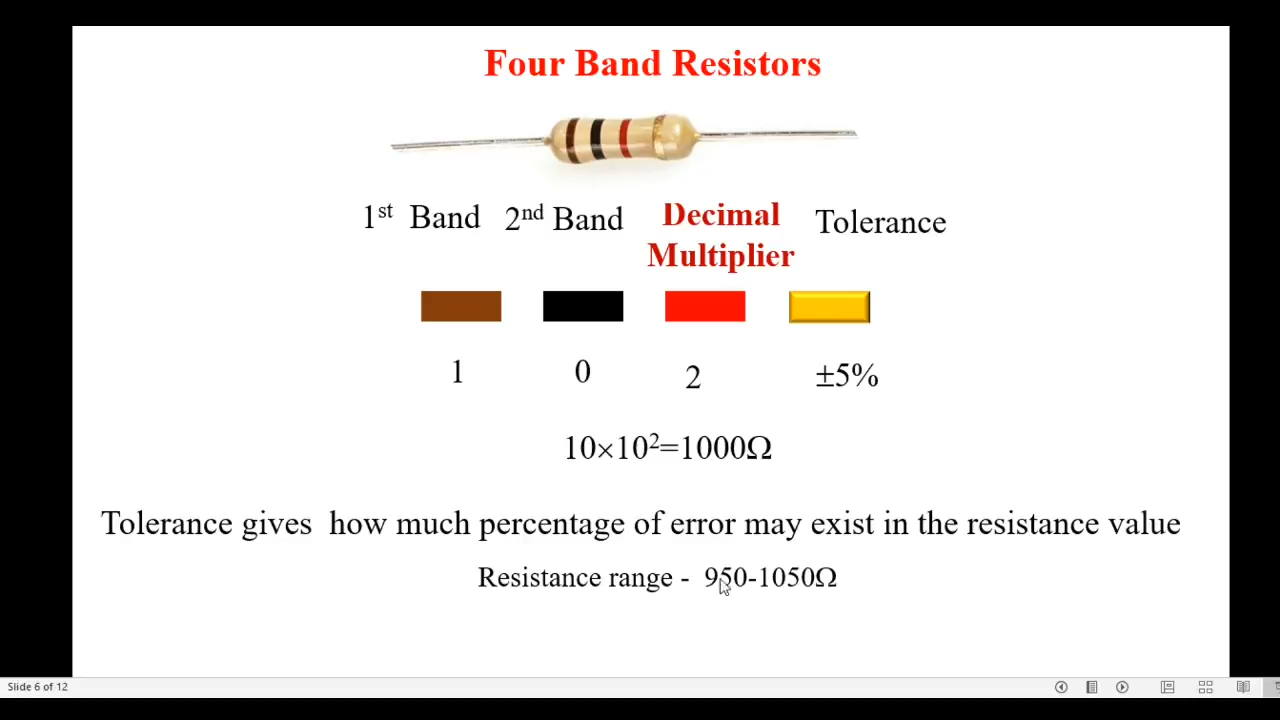 Four Band Resistors
1st Band 2nd Band Decimal Multiplier Tolerance
1 0 2 ±5%
10×10²=1000Ω
Tolerance gives how much percentage of error may exist in the resistance value
Resistance range - 950-1050Ω
Slide 6 of 12